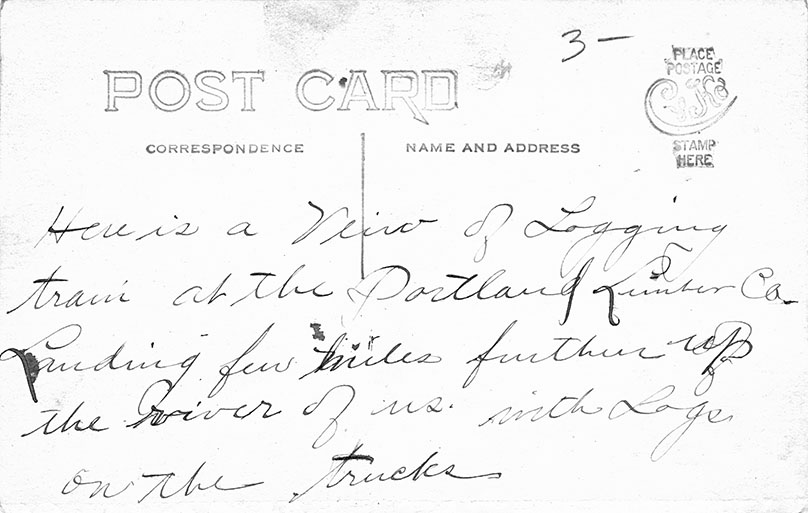 3-
PLACE
POSTAGE
STAMP
HERE
POST CARD
CORRESPONDENCE
NAME AND ADDRESS
Here is a Veiw of Logging
train at the Portland Lumber Co.
Landing few miles further up
the river of us. with Logs
on the trucks